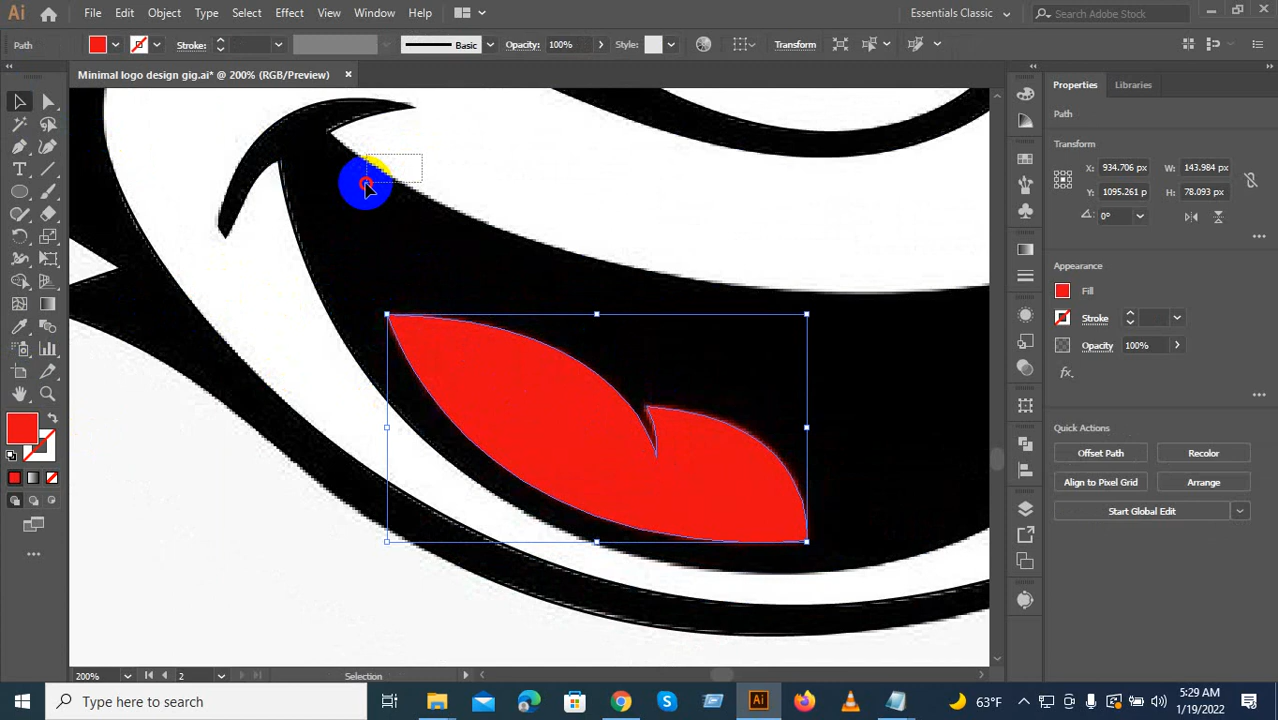 Ai File Edit Object Type Select Effect View Window Help Essentials Classic Search Adobe Stock
Path Stroke: Basic Opacity: 100% Style: Transform
Minimal logo design gig.ai* @ 200% (RGB/Preview) ×
Properties Libraries
Path
Transform
X: 934.796 px W: 143.984 px
Y: 1095.261 p H: 78.093 px
0°
Appearance
Fill
Stroke
Opacity 100%
fx.
Quick Actions
Offset Path Recolor
Align to Pixel Grid Arrange
Start Global Edit
200% 2 Selection
Type here to search
Ai
63°F
5:29 AM
1/19/2022